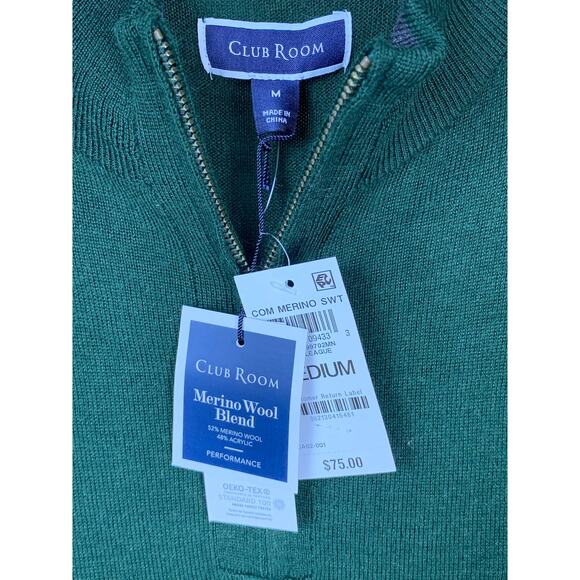 CLUB ROOM
M
MADE IN
CHINA
COM MERINO SWT
09433 3
99702MN
LEAGUE
EDIUM
omer Return Label
$75.00
CLUB ROOM
Merino Wool
Blend
52% MERINO WOOL
48% ACRYLIC
PERFORMANCE
OEKO-TEX®
STANDARD 100